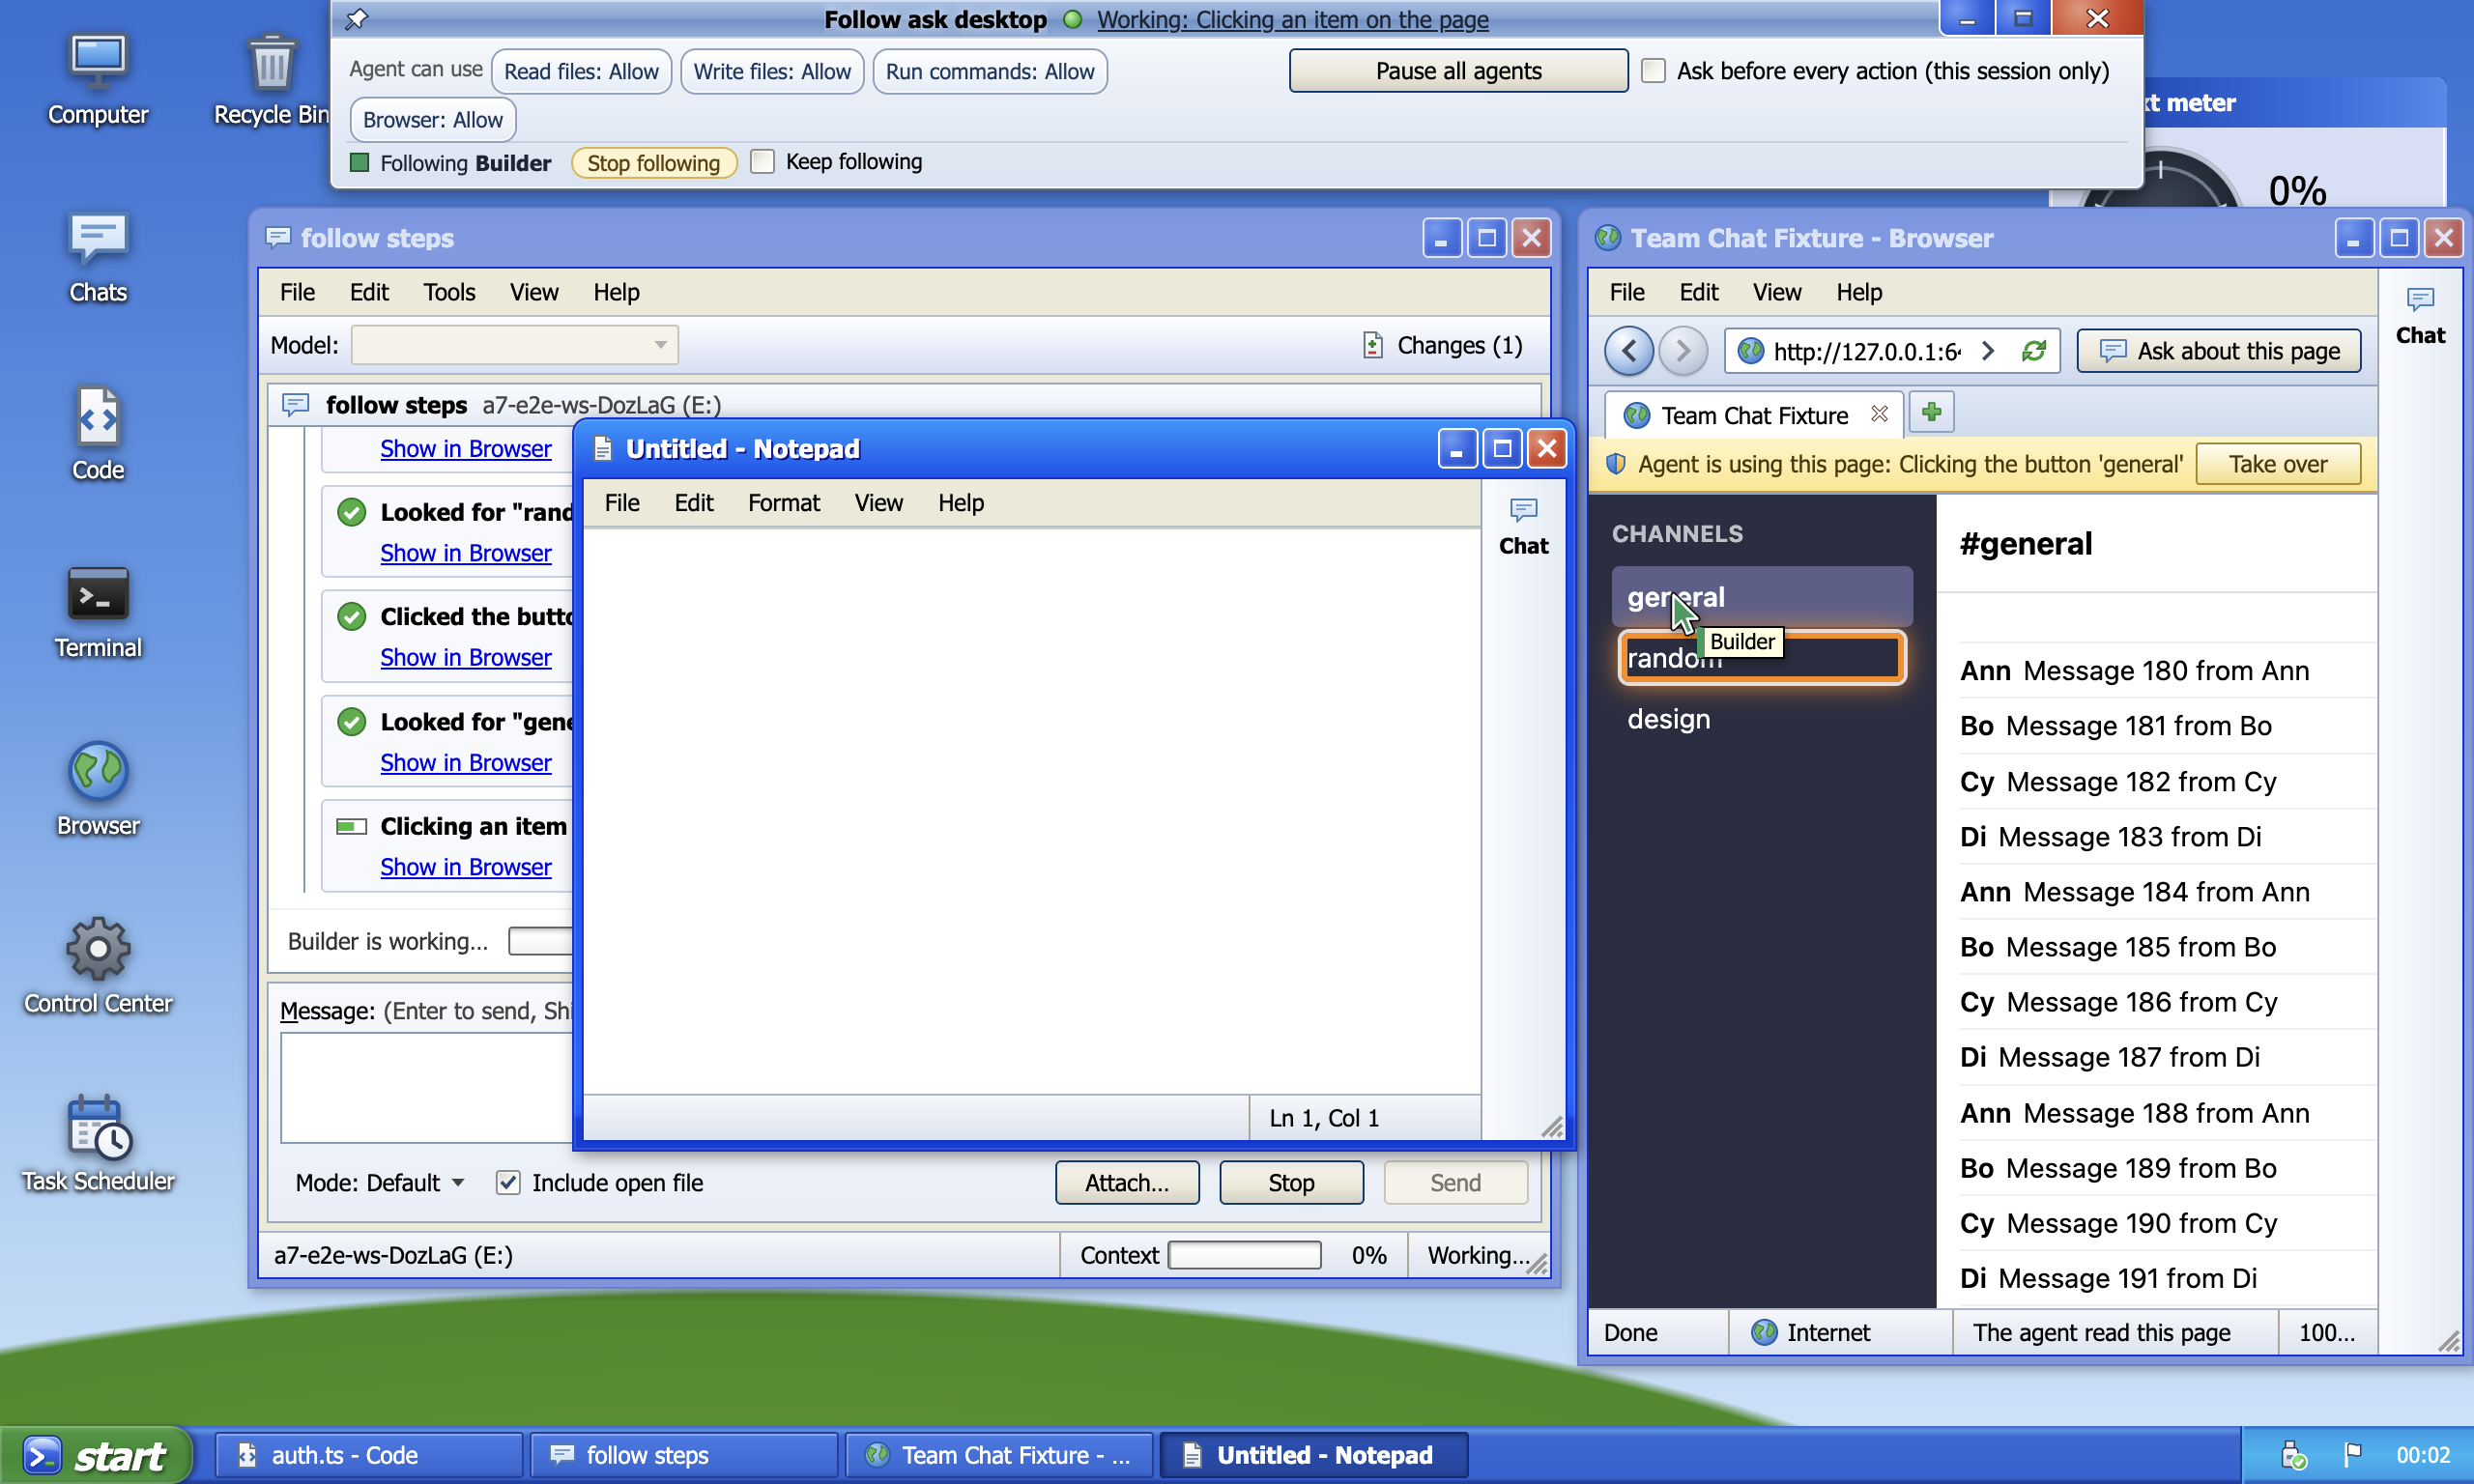 Follow ask desktop Working: Clicking an item on the page
Agent can use Read files: Allow Write files: Allow Run commands: Allow Pause all agents Ask before every action (this session only)
Browser: Allow
Following Builder Stop following Keep following
Computer
Recycle Bin
Chats
Code
Terminal
Browser
Control Center
Task Scheduler
meter
0%
follow steps
File Edit Tools View Help
Model: Changes (1)
follow steps a7-e2e-ws-DozLaG (E:)
Show in Browser
Looked for "rand
Show in Browser
Clicked the butto
Show in Browser
Looked for "gene
Show in Browser
Clicking an item
Show in Browser
Builder is working...
Message: (Enter to send, Shi
Mode: Default Include open file Attach... Stop Send
a7-e2e-ws-DozLaG (E:) Context 0% Working...
Untitled - Notepad
File Edit Format View Help
Chat
Ln 1, Col 1
Team Chat Fixture - Browser
File Edit View Help
Chat
http://127.0.0.1:6 Ask about this page
Team Chat Fixture
Agent is using this page: Clicking the button 'general' Take over
CHANNELS
general
Builder
random
design
#general
Ann Message 180 from Ann
Bo Message 181 from Bo
Cy Message 182 from Cy
Di Message 183 from Di
Ann Message 184 from Ann
Bo Message 185 from Bo
Cy Message 186 from Cy
Di Message 187 from Di
Ann Message 188 from Ann
Bo Message 189 from Bo
Cy Message 190 from Cy
Di Message 191 from Di
Done Internet The agent read this page 100...
start auth.ts - Code follow steps Team Chat Fixture - ... Untitled - Notepad 00:02